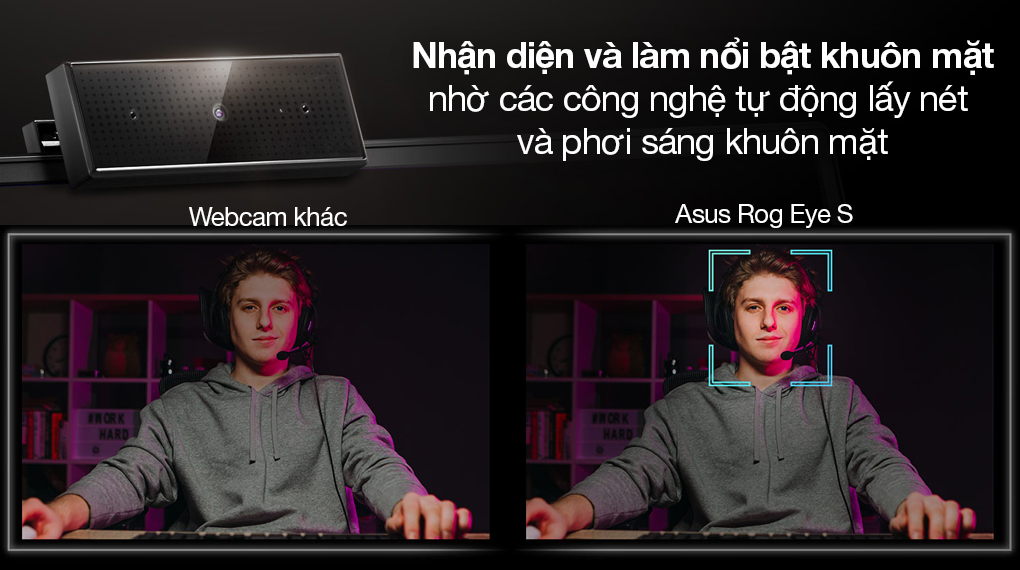 Nhận diện và làm nổi bật khuôn mặt
nhờ các công nghệ tự động lấy nét
và phơi sáng khuôn mặt
Webcam khác
Asus Rog Eye S
#WORK
HARD
#WORK
HARD